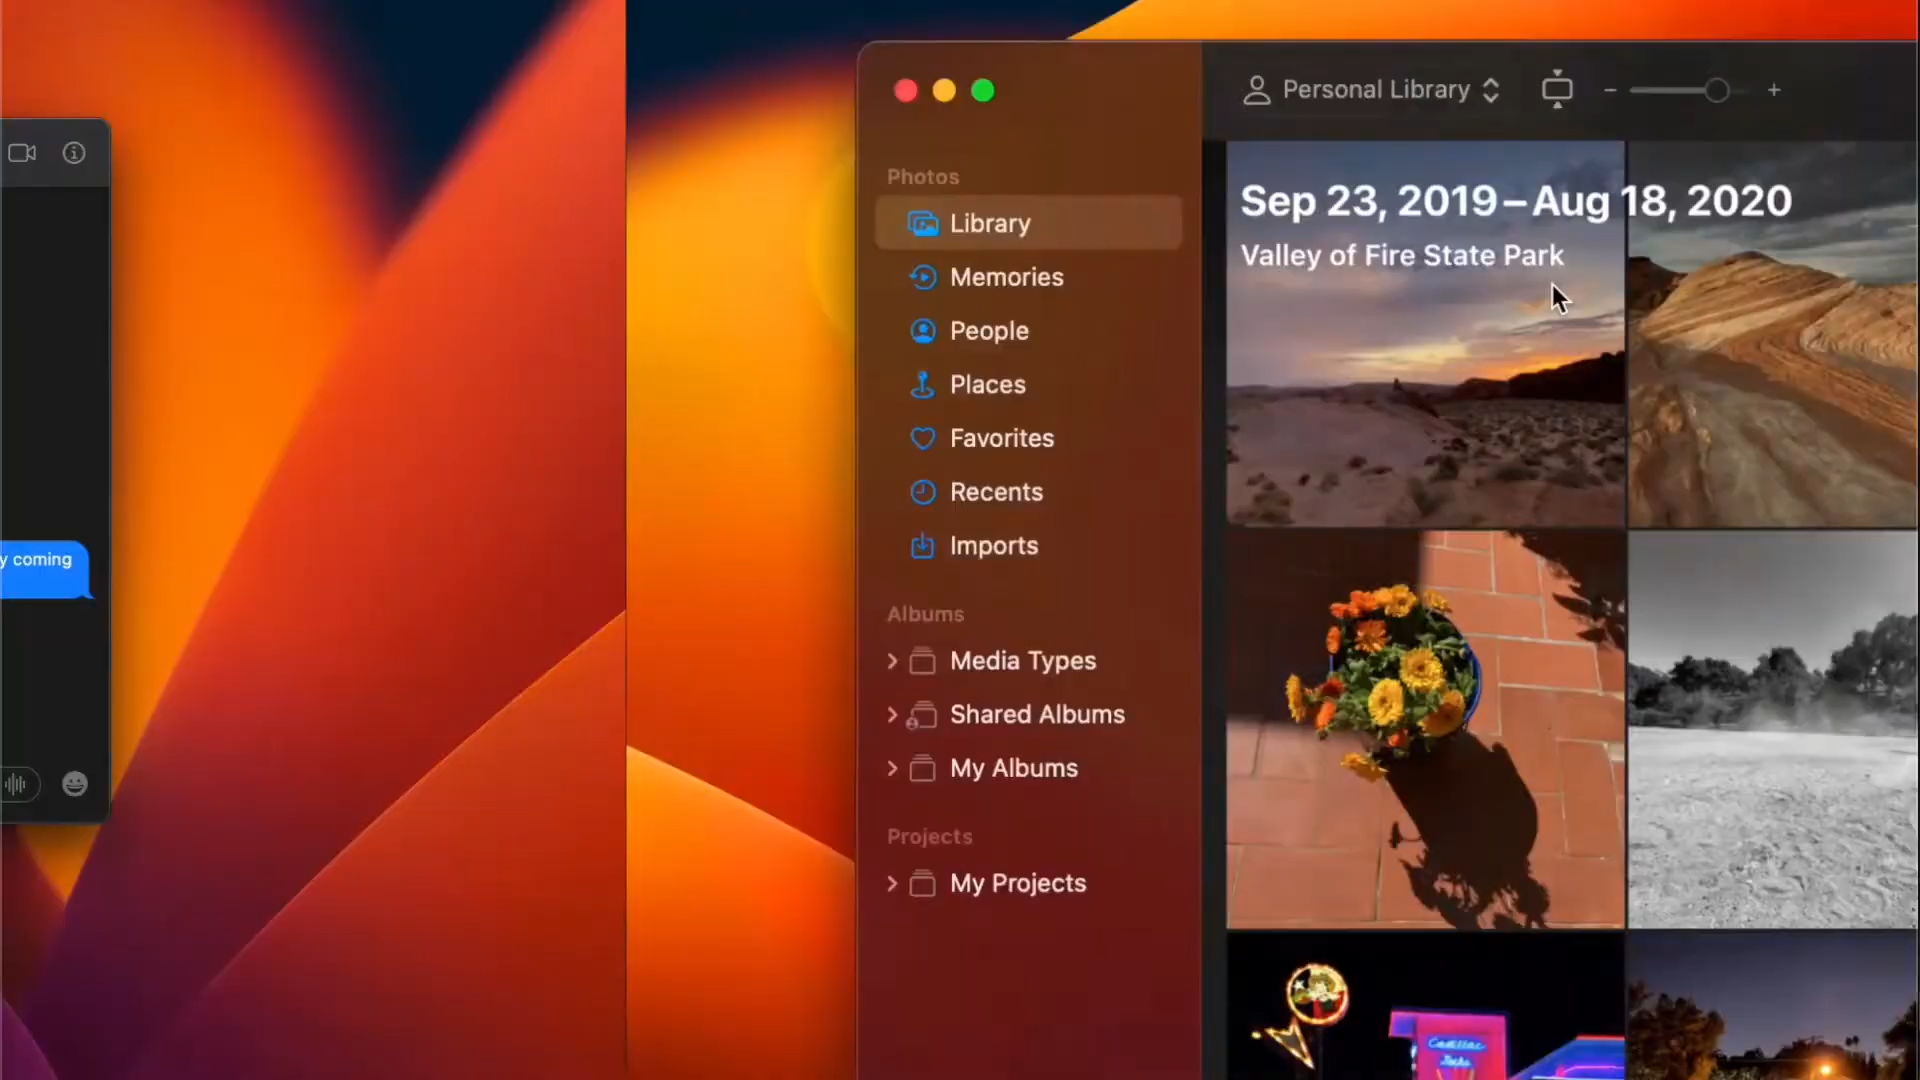 y coming
Photos
Library
Memories
People
Places
Favorites
Recents
Imports
Albums
Media Types
Shared Albums
My Albums
Projects
My Projects
Personal Library
Sep 23, 2019–Aug 18, 2020
Valley of Fire State Park
Cadillac